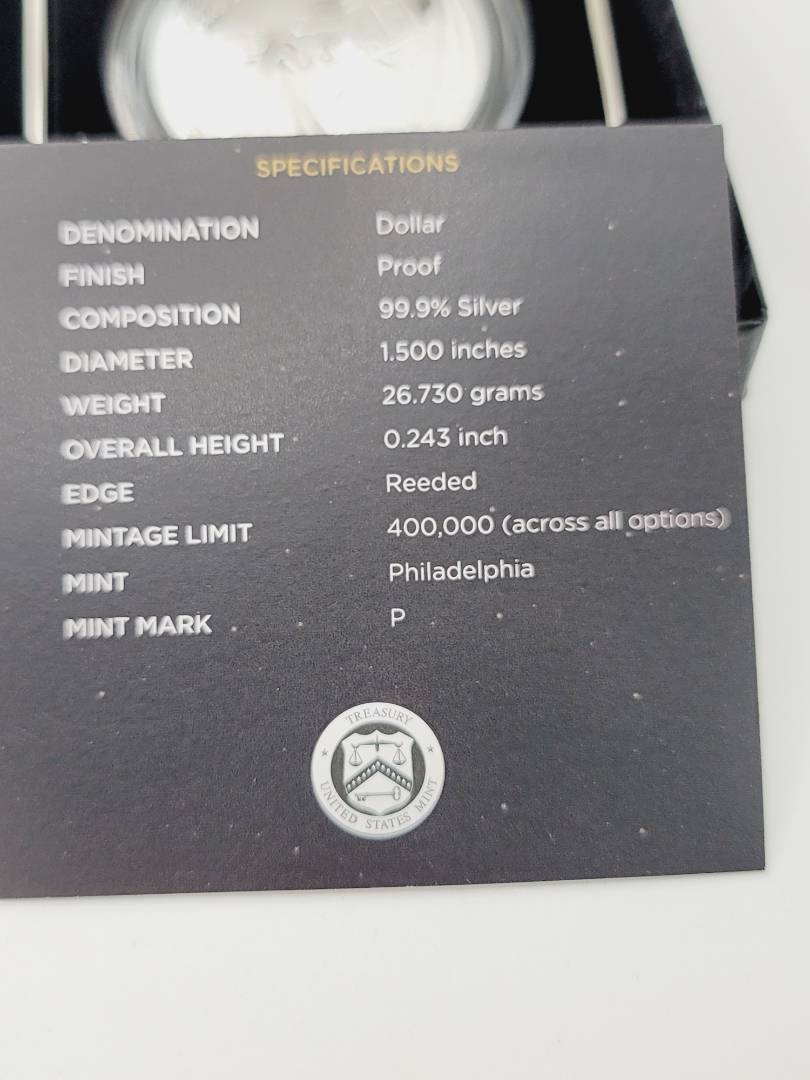 SPECIFICATIONS
DENOMINATION Dollar
FINISH Proof
COMPOSITION 99.9% Silver
DIAMETER 1.500 inches
WEIGHT 26.730 grams
OVERALL HEIGHT 0.243 inch
EDGE Reeded
MINTAGE LIMIT 400,000 (across all options)
MINT Philadelphia
MINT MARK P
TREASURY
UNITED STATES MINT